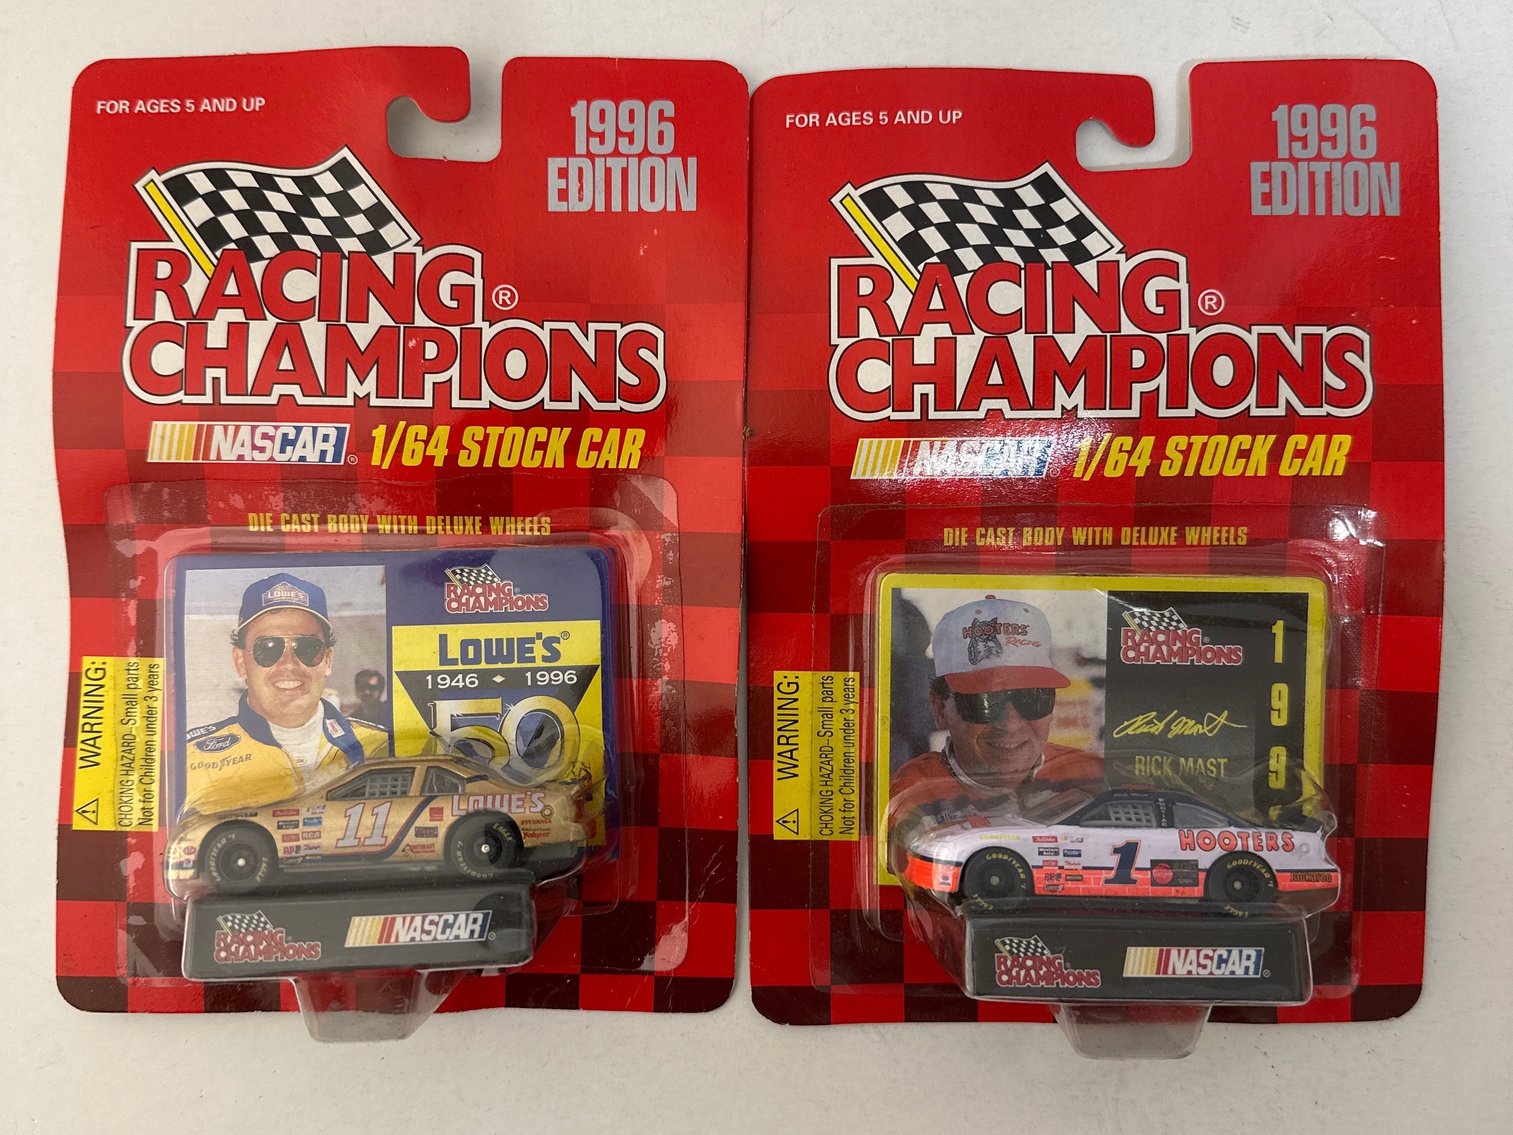 FOR AGES 5 AND UP
1996
EDITION
RACING ®
CHAMPIONS
NASCAR ® 1/64 STOCK CAR
DIE CAST BODY WITH DELUXE WHEELS
WARNING:
CHOKING HAZARD-Small parts
Not for Children under 3 years
LOWE'S
Ford
GOODYEAR
RACING
CHAMPIONS
LOWE'S ®
1946 1996
50
11
LOWE'S
RACING
CHAMPIONS
NASCAR
FOR AGES 5 AND UP
1996
EDITION
RACING ®
CHAMPIONS
NASCAR 1/64 STOCK CAR
DIE CAST BODY WITH DELUXE WHEELS
WARNING:
CHOKING HAZARD-Small parts
Not for Children under 3 years
HOOTERS
RACING
RACING
CHAMPIONS
1
9
9
Rick Mast
RICK MAST
GOODYEAR
1
HOOTERS
RACING
CHAMPIONS
NASCAR